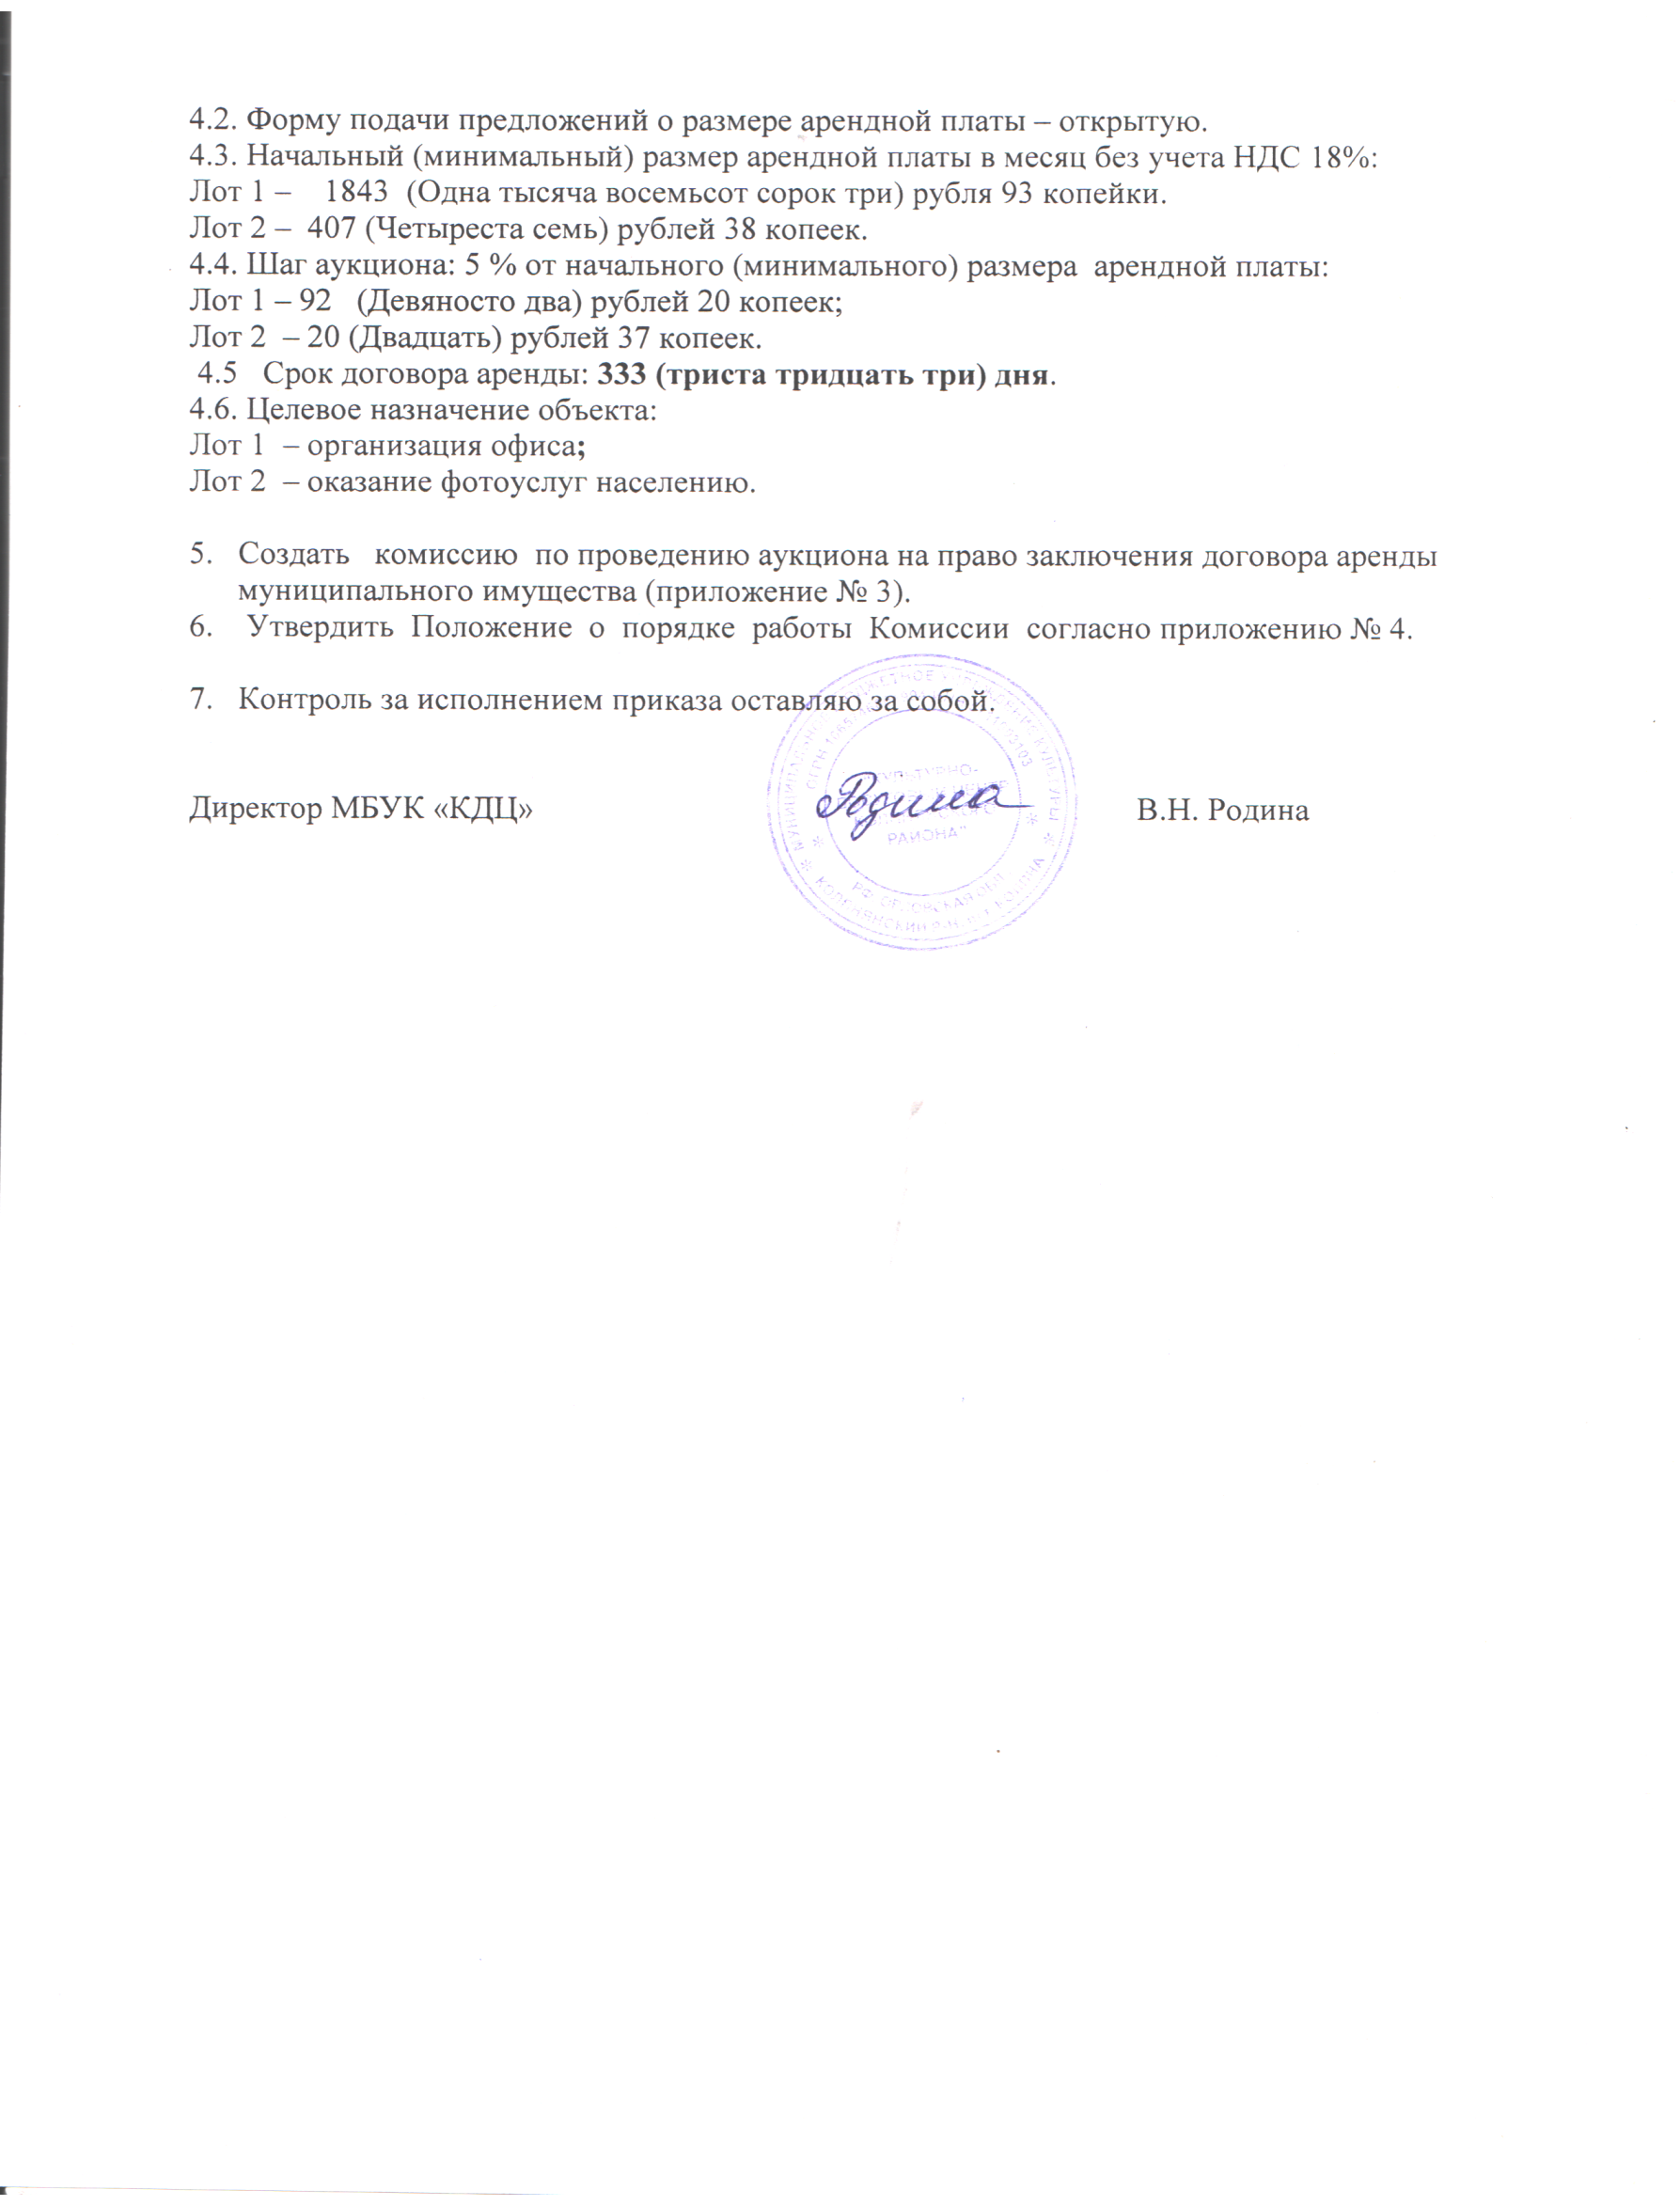 4.2. Форму подачи предложений о размере арендной платы – открытую.
4.3. Начальный (минимальный) размер арендной платы в месяц без учета НДС 18%:
Лот 1 – 1843 (Одна тысяча восемьсот сорок три) рубля 93 копейки.
Лот 2 – 407 (Четыреста семь) рублей 38 копеек.
4.4. Шаг аукциона: 5 % от начального (минимального) размера арендной платы:
Лот 1 – 92 (Девяносто два) рублей 20 копеек;
Лот 2 – 20 (Двадцать) рублей 37 копеек.
4.5 Срок договора аренды: 333 (триста тридцать три) дня.
4.6. Целевое назначение объекта:
Лот 1 – организация офиса;
Лот 2 – оказание фотоуслуг населению.
5. Создать комиссию по проведению аукциона на право заключения договора аренды
муниципального имущества (приложение № 3).
6. Утвердить Положение о порядке работы Комиссии согласно приложению № 4.
7. Контроль за исполнением приказа оставляю за собой.
Директор МБУК «КДЦ» Родина В.Н. Родина
РАЙОНА"